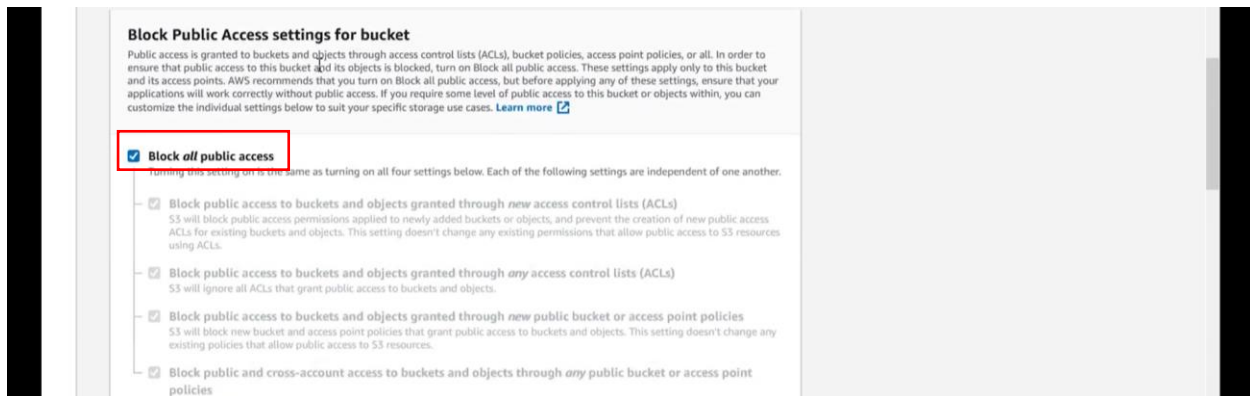 Block Public Access settings for bucket
Public access is granted to buckets and objects through access control lists (ACLs), bucket policies, access point policies, or all. In order to
ensure that public access to this bucket and its objects is blocked, turn on Block all public access. These settings apply only to this bucket
and its access points. AWS recommends that you turn on Block all public access, but before applying any of these settings, ensure that your
applications will work correctly without public access. If you require some level of public access to this bucket or objects within, you can
customize the individual settings below to suit your specific storage use cases. Learn more
Block all public access
Turning this setting on is the same as turning on all four settings below. Each of the following settings are independent of one another.
Block public access to buckets and objects granted through new access control lists (ACLs)
S3 will block public access permissions applied to newly added buckets or objects, and prevent the creation of new public access
ACLs for existing buckets and objects. This setting doesn't change any existing permissions that allow public access to S3 resources
using ACLs.
Block public access to buckets and objects granted through any access control lists (ACLs)
S3 will ignore all ACLs that grant public access to buckets and objects.
Block public access to buckets and objects granted through new public bucket or access point policies
S3 will block new bucket and access point policies that grant public access to buckets and objects. This setting doesn't change any
existing policies that allow public access to S3 resources.
Block public and cross-account access to buckets and objects through any public bucket or access point
policies